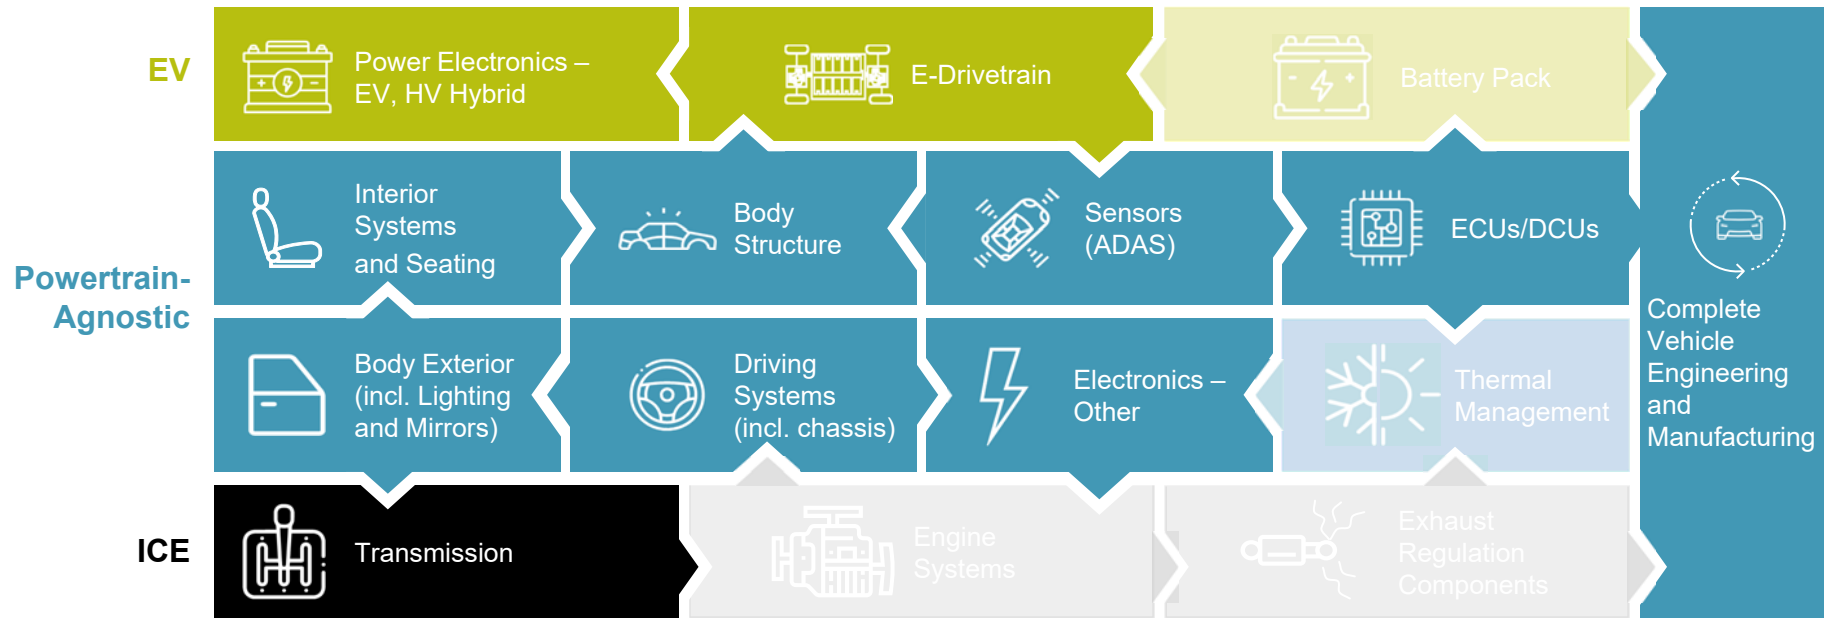 EV
Power Electronics –
EV, HV Hybrid
E-Drivetrain
Battery Pack
Powertrain-
Agnostic
Interior
Systems
and Seating
Body
Structure
Sensors
(ADAS)
ECUs/DCUs
Body Exterior
(incl. Lighting
and Mirrors)
Driving
Systems
(incl. chassis)
Electronics –
Other
Thermal
Management
ICE
Transmission
Engine
Systems
Exhaust
Regulation
Components
Complete
Vehicle
Engineering
and
Manufacturing